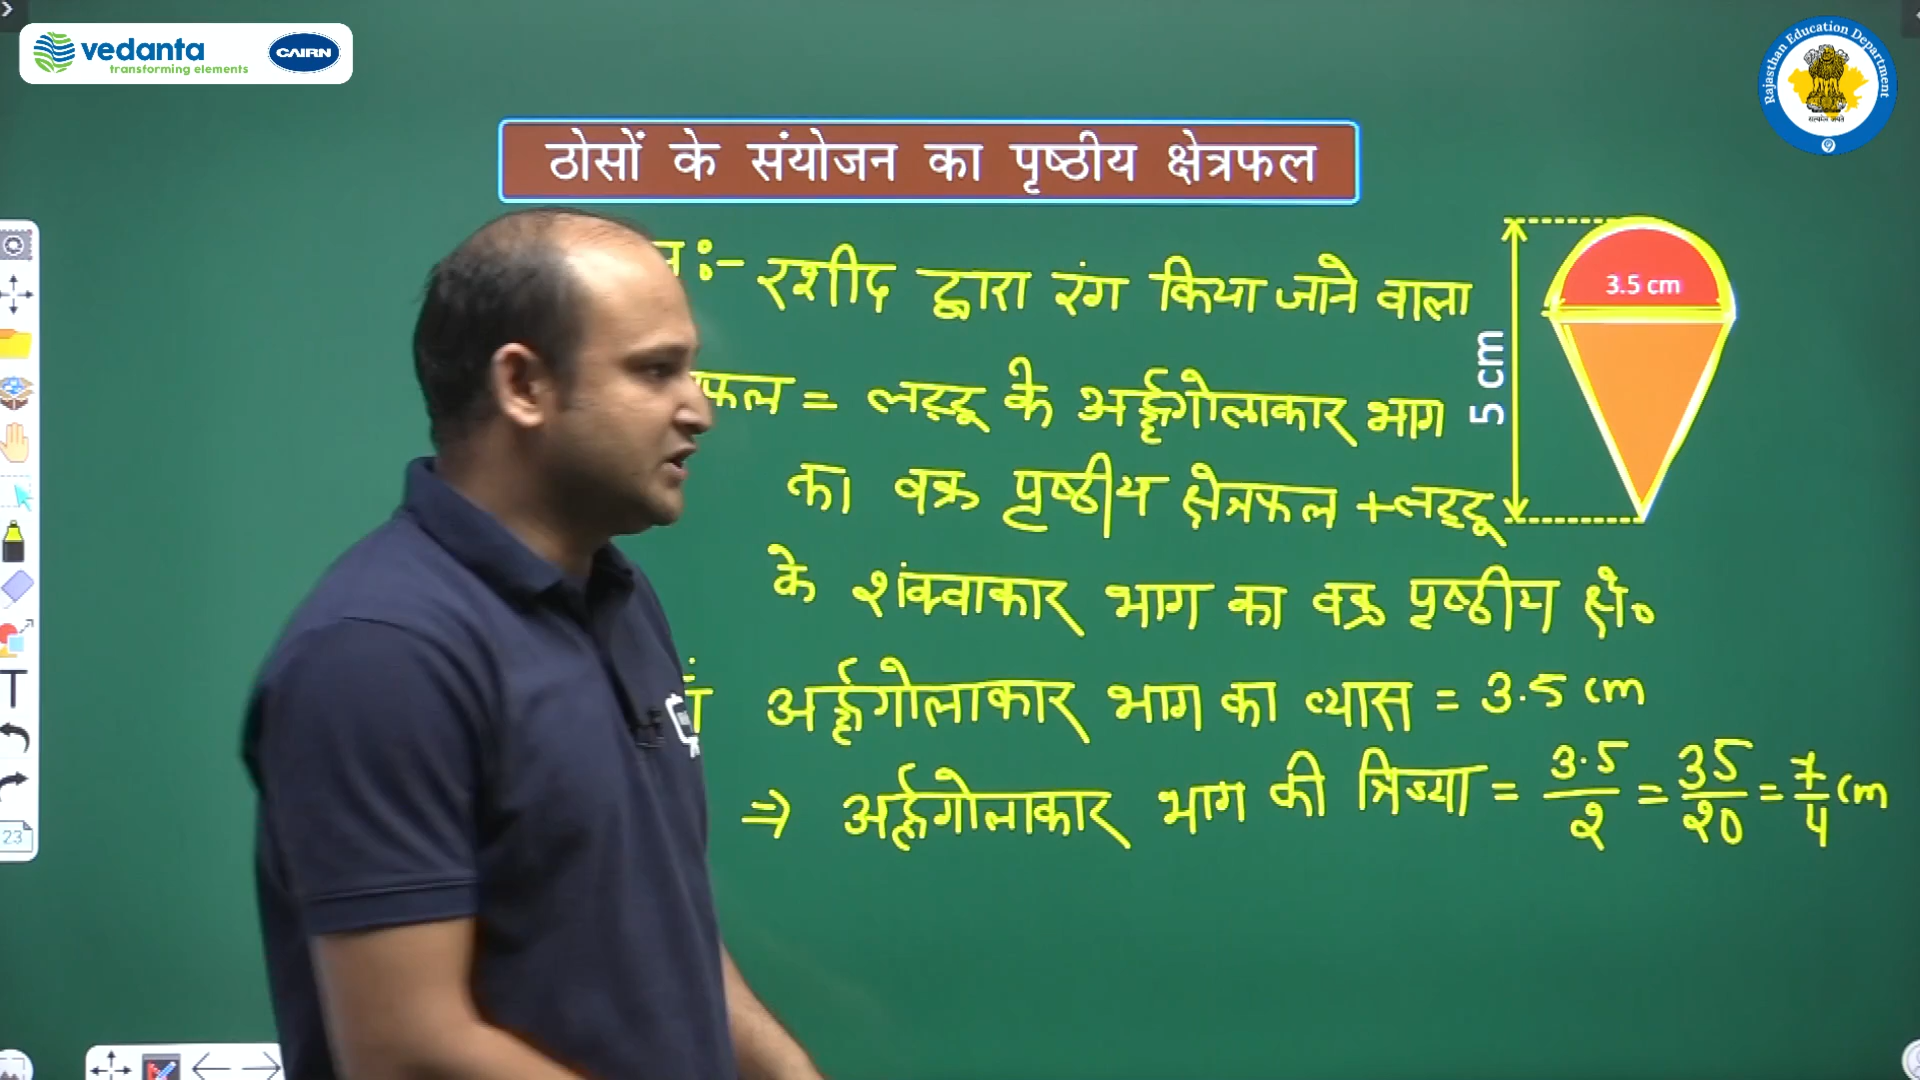 vedanta
transforming elements
CAIRN
Rajasthan Education Department
ठोसों के संयोजन का पृष्ठीय क्षेत्रफल
:- रशीद द्वारा रंग किया जाने वाला
3.5 cm
5 cm
फल = लट्टू के अर्द्धगोलाकार भाग
का वक्र पृष्ठीय क्षेत्रफल + लट्टू
के शंक्वाकार भाग का वक्र पृष्ठीय क्षे०
अर्द्धगोलाकार भाग का व्यास = 3.5 cm
⇒ अर्द्धगोलाकार भाग की त्रिज्या = 3.5/2 = 35/20 = 7/4 cm
23